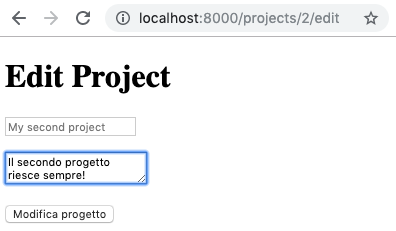 localhost:8000/projects/2/edit
Edit Project
My second project
Il secondo progetto
riesce sempre!
Modifica progetto